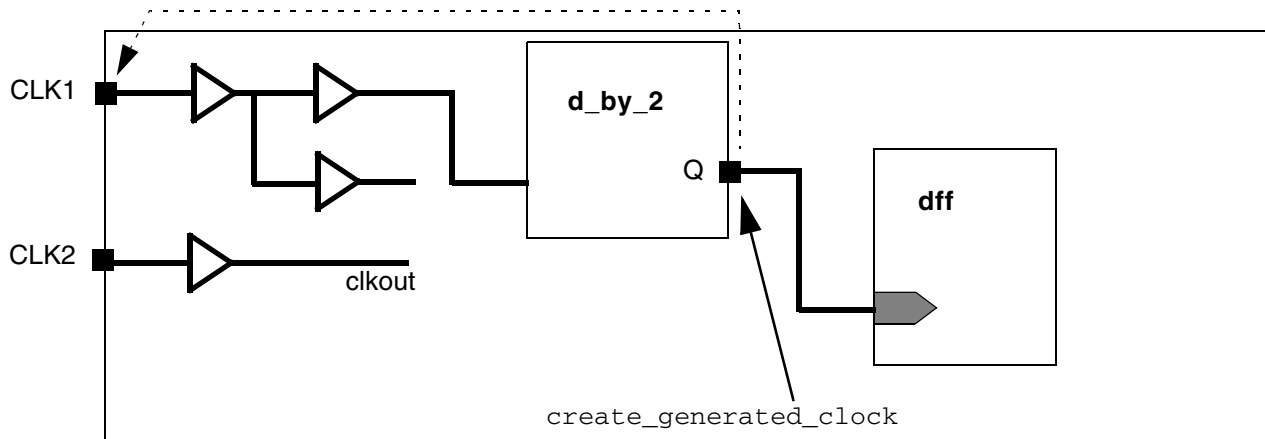 CLK1
d_by_2
Q
dff
CLK2
clkout
create_generated_clock